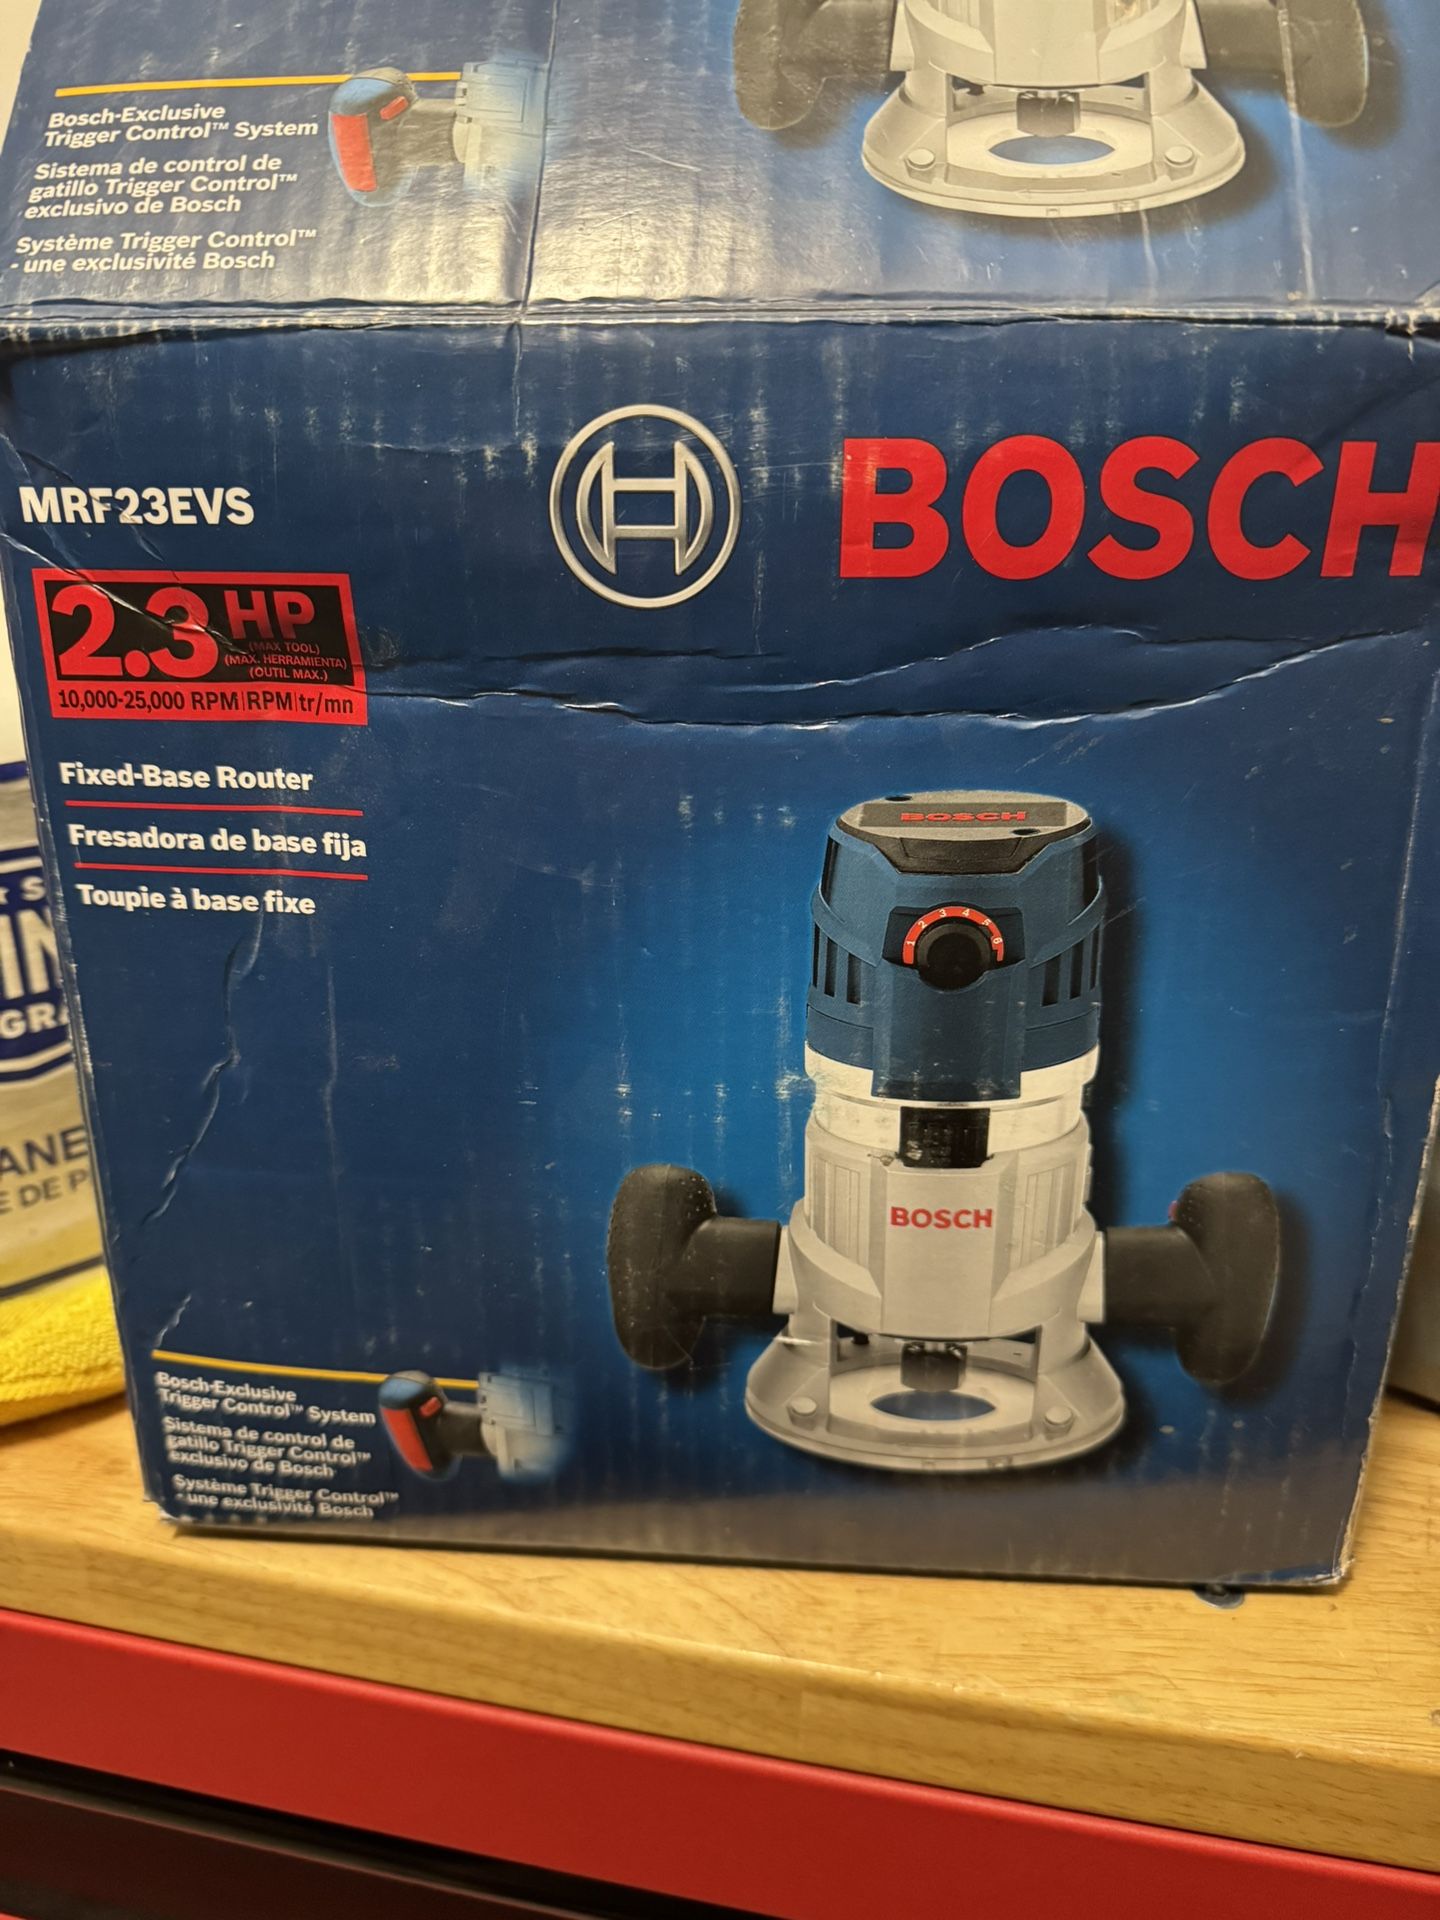 Bosch-Exclusive
Trigger Control™ System
Sistema de control de
gatillo Trigger Control™
exclusivo de Bosch
Système Trigger Control™
- une exclusivité Bosch
BOSCH
MRF23EVS
2.3 HP
(MAX TOOL)
(MAX. HERRAMIENTA)
(OUTIL MAX.)
10,000-25,000 RPM|RPM|tr/mn
Fixed-Base Router
Fresadora de base fija
Toupie à base fixe
BOSCH
1 2 3 4 5 6
BOSCH
Bosch-Exclusive
Trigger Control™ System
Sistema de control de
gatillo Trigger Control™
exclusivo de Bosch
Système Trigger Control™
- une exclusivité Bosch